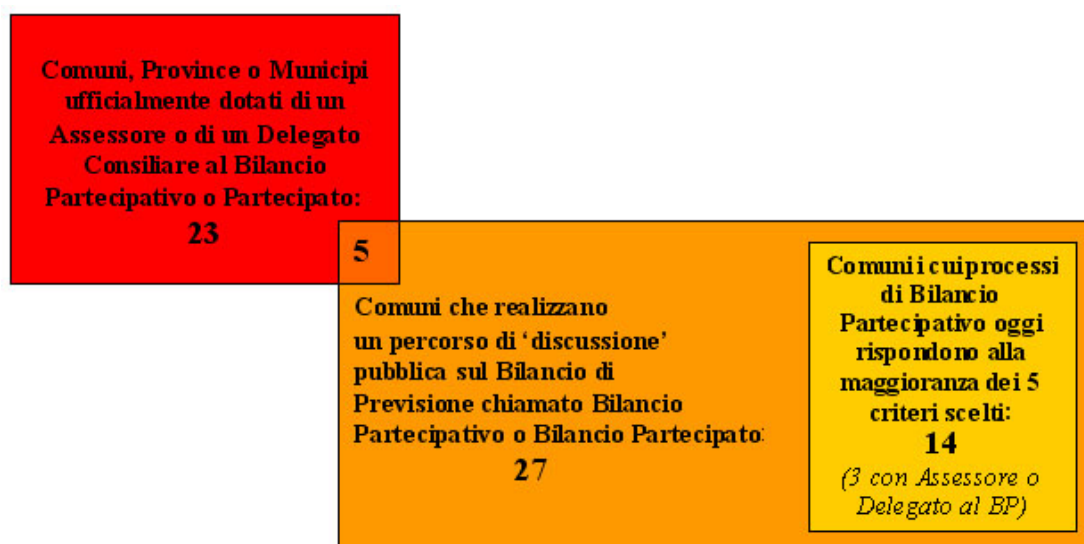 Comuni, Province o Municipi
ufficialmente dotati di un
Assessore o di un Delegato
Consiliare al Bilancio
Partecipativo o Partecipato:
23
5
Comuni che realizzano
un percorso di ‘discussione’
pubblica sul Bilancio di
Previsione chiamato Bilancio
Partecipativo o Bilancio Partecipato:
27
Comuni i cui processi
di Bilancio
Partecipativo oggi
rispondono alla
maggioranza dei 5
criteri scelti:
14
(3 con Assessore o
Delegato al BP)